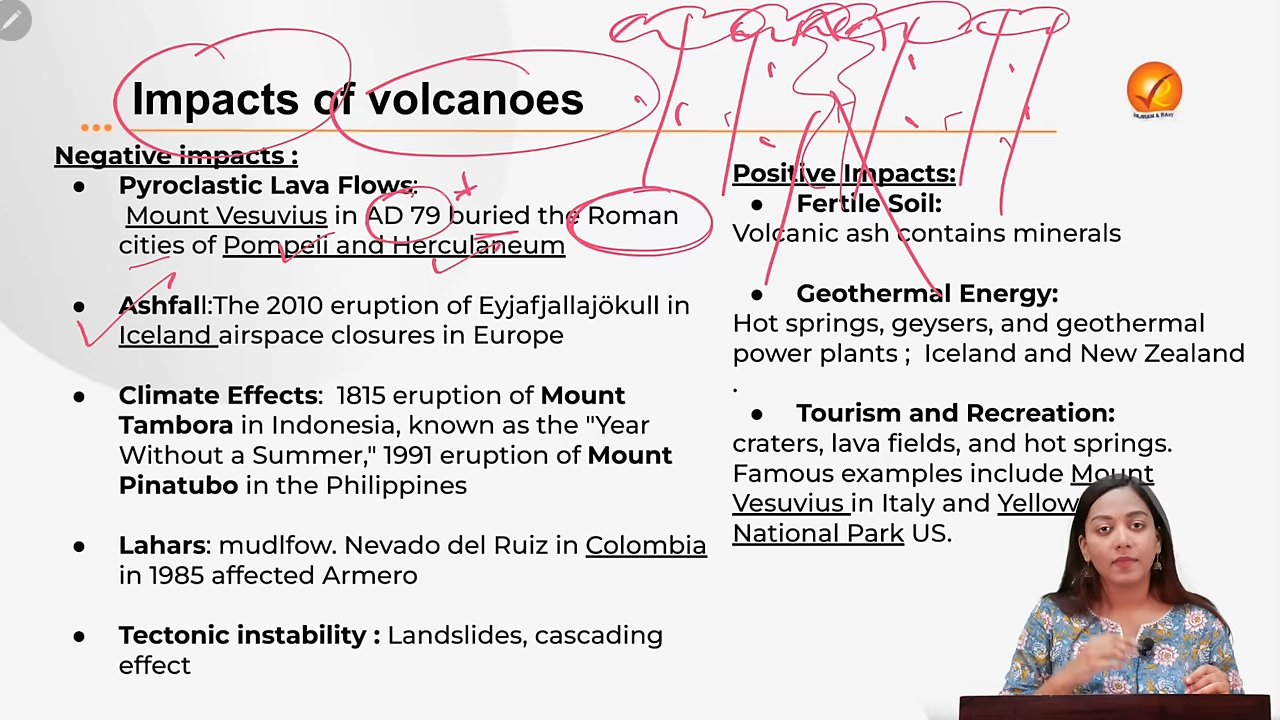 Impacts of volcanoes
VAJIRAM & RAVI
Negative impacts :
● Pyroclastic Lava Flows:
Mount Vesuvius in AD 79 buried the Roman
cities of Pompeii and Herculaneum
● Ashfall:The 2010 eruption of Eyjafjallajökull in
Iceland airspace closures in Europe
● Climate Effects: 1815 eruption of Mount
Tambora in Indonesia, known as the "Year
Without a Summer," 1991 eruption of Mount
Pinatubo in the Philippines
● Lahars: mudlfow. Nevado del Ruiz in Colombia
in 1985 affected Armero
● Tectonic instability : Landslides, cascading
effect
Positive Impacts:
● Fertile Soil:
Volcanic ash contains minerals
● Geothermal Energy:
Hot springs, geysers, and geothermal
power plants ; Iceland and New Zealand
.
● Tourism and Recreation:
craters, lava fields, and hot springs.
Famous examples include Mount
Vesuvius in Italy and Yellow
National Park US.